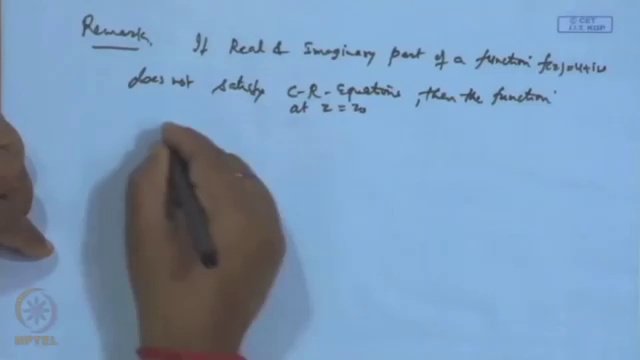 Remark If Real & Imaginary part of a function f(z)=u+iv
does not satisfy C-R-Equations, then the function
at z=z0
© CET
I.I.T. KGP
NPTEL